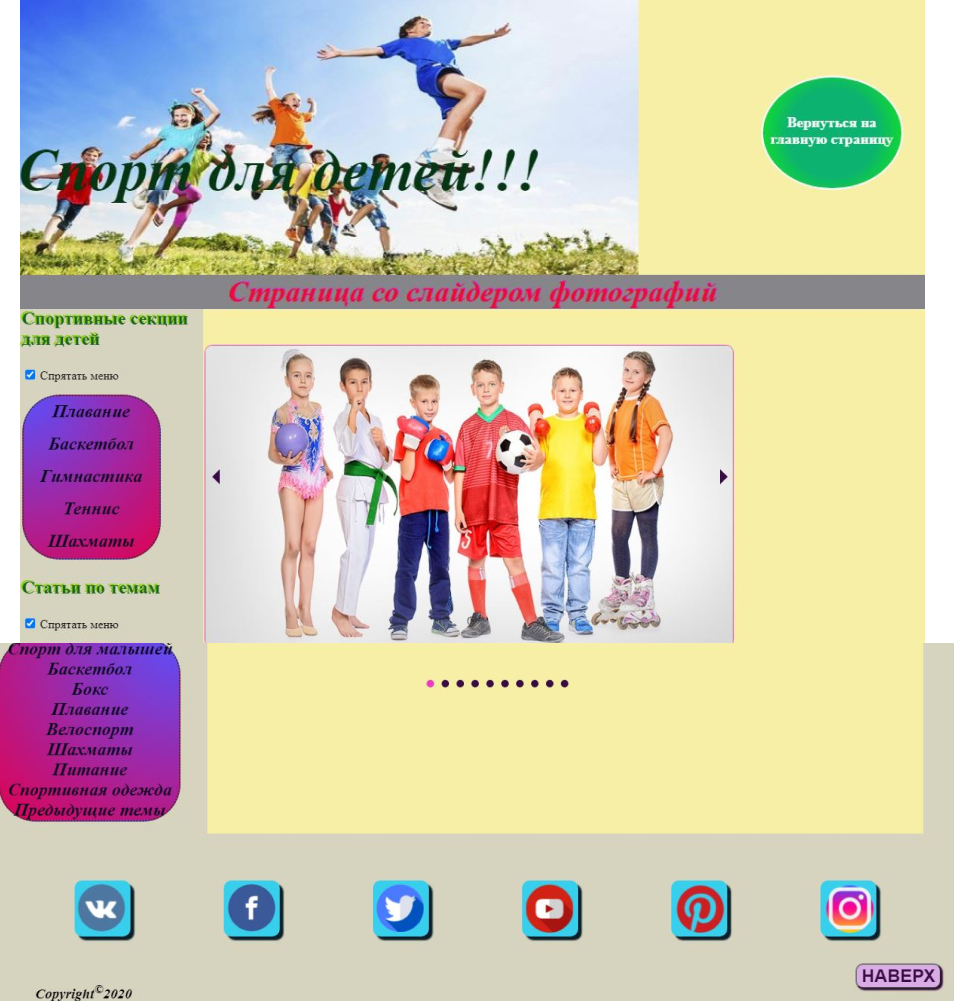 Спорт для детей!!!
Вернуться на
главную страницу
Страница со слайдером фотографий
Спортивные секции
для детей
Спрятать меню
Плавание
Баскетбол
Гимнастика
Теннис
Шахматы
Статьи по темам
Спрятать меню
Спорт для малышей
Баскетбол
Бокс
Плавание
Велоспорт
Шахматы
Питание
Спортивная одежда
Предыдущие темы
НАВЕРХ
Copyright©2020